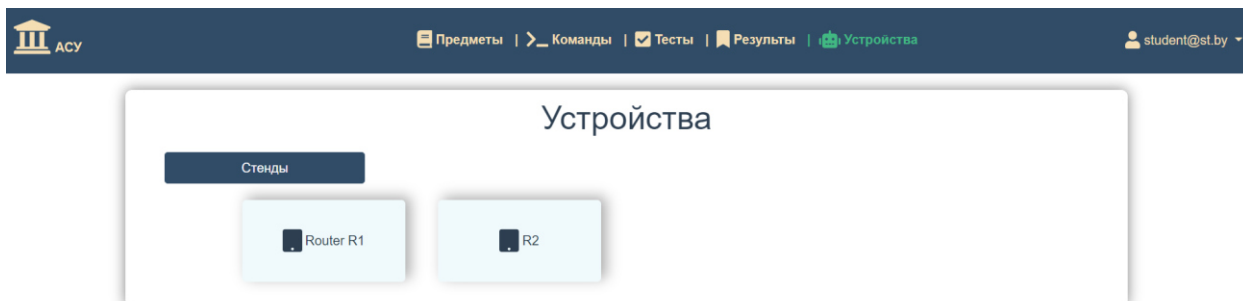 АСУ Предметы | Команды | Тесты | Результы | Устройства student@st.by
Устройства
Стенды
Router R1 R2